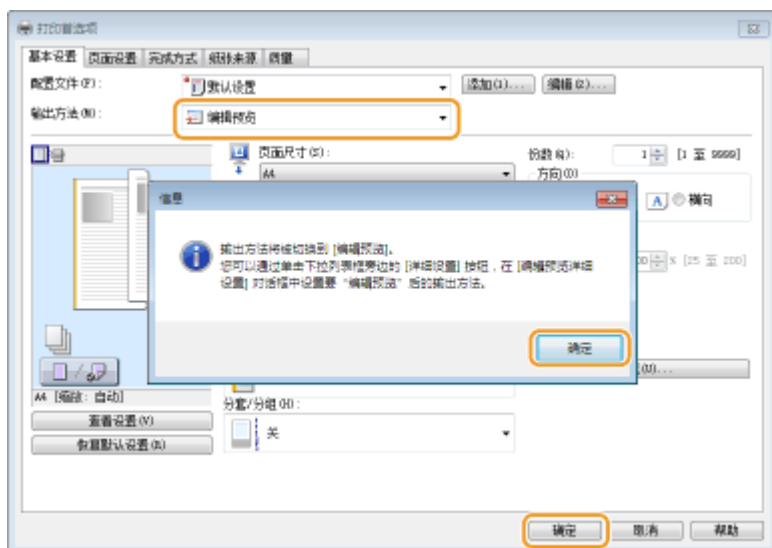 打印首选项
基本设置 页面设置 完成方式 纸张来源 质量
配置文件(F): 默认设置 添加(1)... 编辑(2)...
输出方法(N): 编辑预览
页面尺寸(S): 份数(Q): 1 [1 至 9999]
A4 方向(O)
信息
A 横向
输出方法将被切换到 [编辑预览]。
您可以通过单击下拉列表框旁边的 [详细设置] 按钮，在 [编辑预览详细
设置] 对话框中设置要“编辑预览”后的输出方法。
% [25 至 200]
确定
A4 [缩放: 自动]
分套/分组(H):
查看设置(V)
关
恢复默认设置(R)
确定 取消 帮助